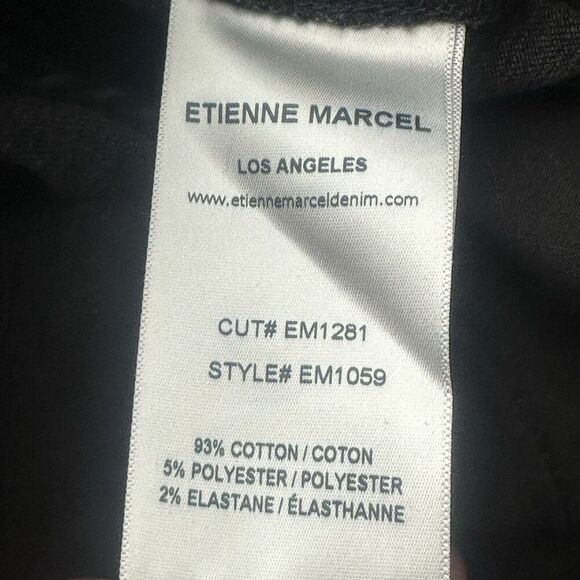 ETIENNE MARCEL
LOS ANGELES
www.etiennemarceldenim.com
CUT# EM1281
STYLE# EM1059
93% COTTON / COTON
5% POLYESTER / POLYESTER
2% ELASTANE / ÉLASTHANNE